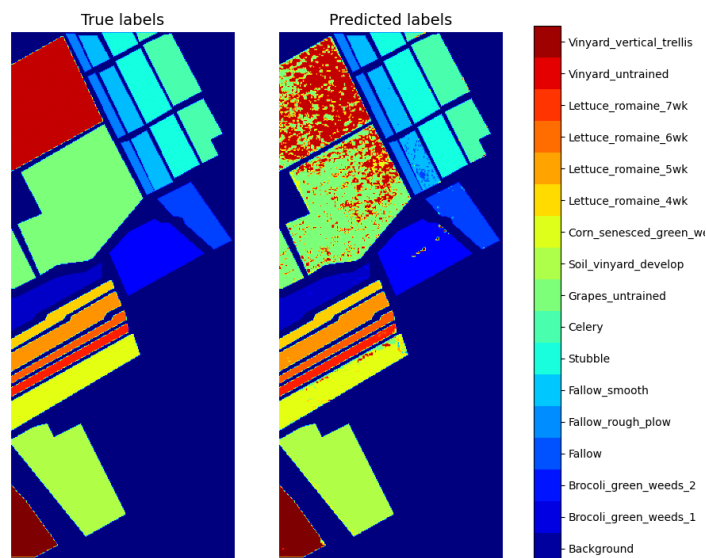 True labels
Predicted labels
Vinyard_vertical_trellis
Vinyard_untrained
Lettuce_romaine_7wk
Lettuce_romaine_6wk
Lettuce_romaine_5wk
Lettuce_romaine_4wk
Corn_senesced_green_we
Soil_vinyard_develop
Grapes_untrained
Celery
Stubble
Fallow_smooth
Fallow_rough_plow
Fallow
Brocoli_green_weeds_2
Brocoli_green_weeds_1
Background